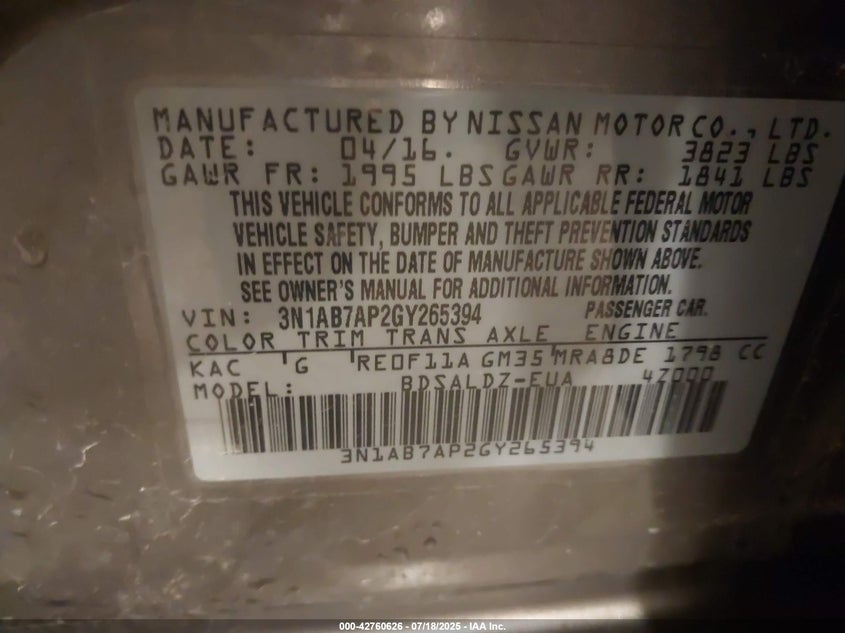 MANUFACTURED BY NISSAN MOTOR CO., LTD.
DATE: 04/16. GVWR: 3823 LBS
GAWR FR: 1995 LBS GAWR RR: 1841 LBS
THIS VEHICLE CONFORMS TO ALL APPLICABLE FEDERAL MOTOR
VEHICLE SAFETY, BUMPER AND THEFT PREVENTION STANDARDS
IN EFFECT ON THE DATE OF MANUFACTURE SHOWN ABOVE.
SEE OWNER'S MANUAL FOR ADDITIONAL INFORMATION.
VIN: 3N1AB7AP2GY265394 PASSENGER CAR.
COLOR TRIM TRANS AXLE ENGINE
KAC G RE0F11A GM35 MRA8DE 1798 CC
MODEL: BDSALDZ-EUA 4Z000
3N1AB7AP2GY265394
000-42760626 - 07/18/2025 - IAA Inc.